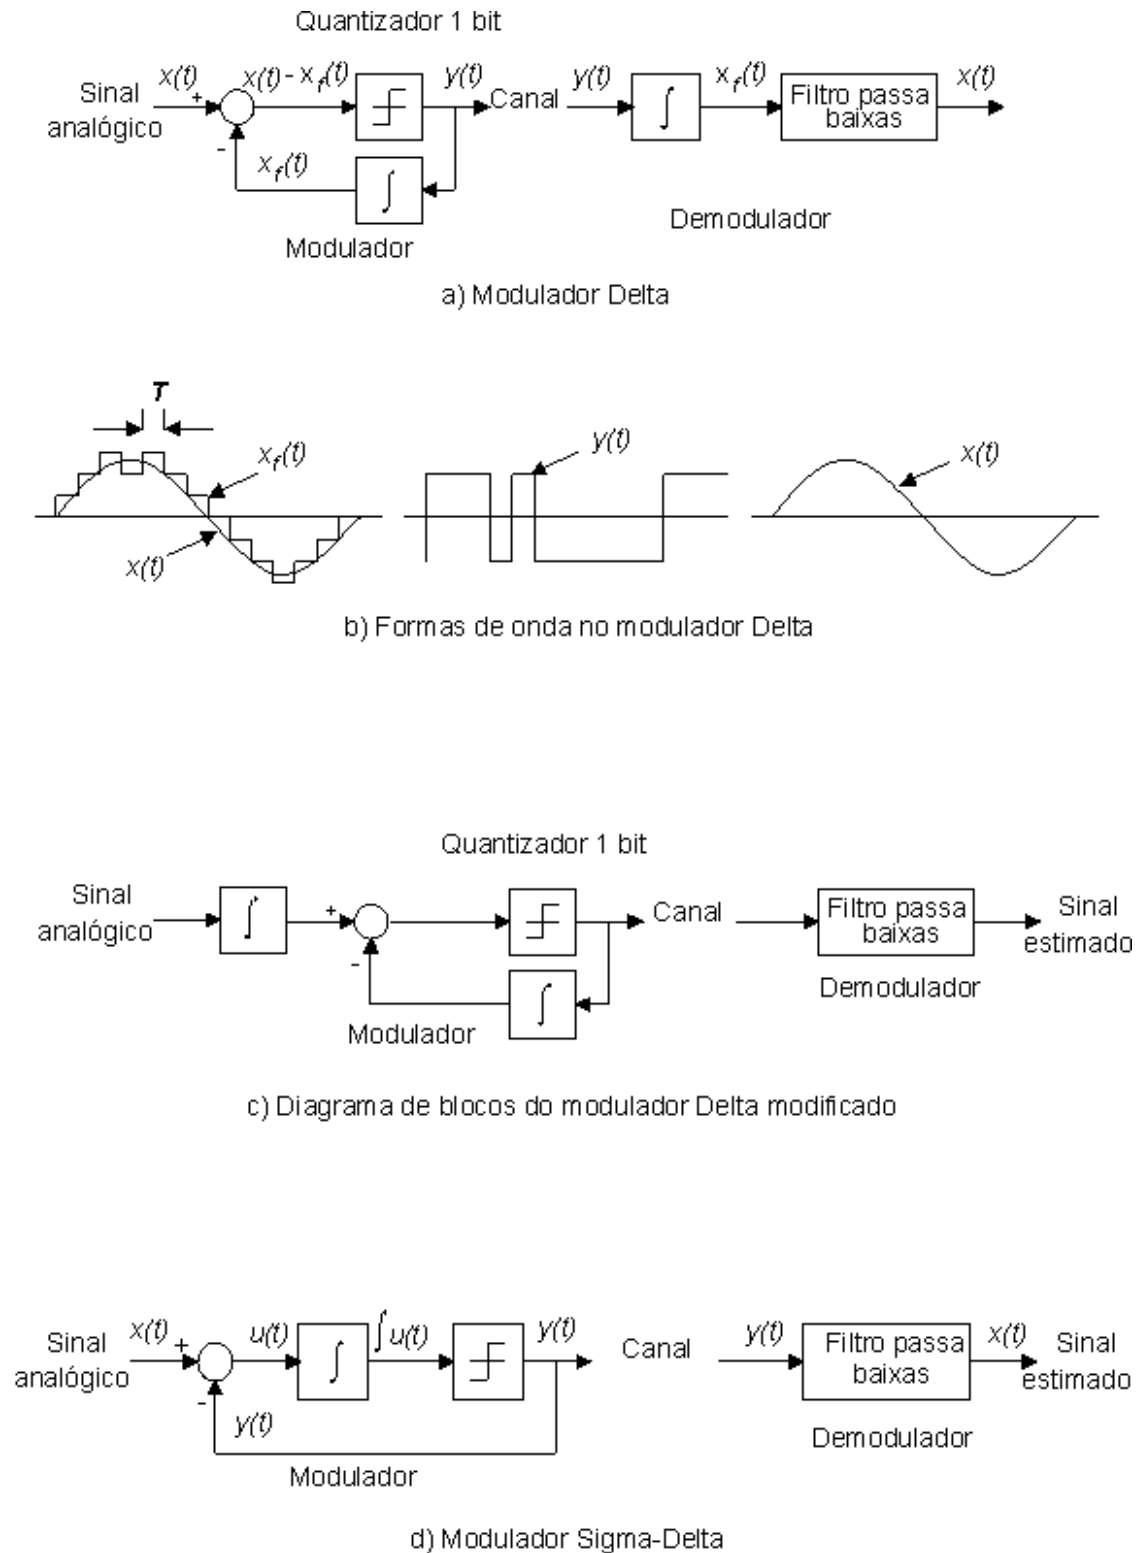 Quantizador 1 bit
Sinal
analógico
x(t)
+
-
x(t) - x_f(t)
y(t)
Canal
y(t)
∫
x_f(t)
Filtro passa
baixas
x(t)
x_f(t)
∫
Modulador
Demodulador
a) Modulador Delta
T
x_f(t)
x(t)
y(t)
x(t)
b) Formas de onda no modulador Delta
Quantizador 1 bit
Sinal
analógico
∫
+
-
Canal
Filtro passa
baixas
Sinal
estimado
∫
Modulador
Demodulador
c) Diagrama de blocos do modulador Delta modificado
Sinal
analógico
x(t)
+
-
u(t)
∫
∫u(t)
y(t)
Canal
y(t)
Filtro passa
baixas
x(t)
Sinal
estimado
y(t)
Modulador
Demodulador
d) Modulador Sigma-Delta